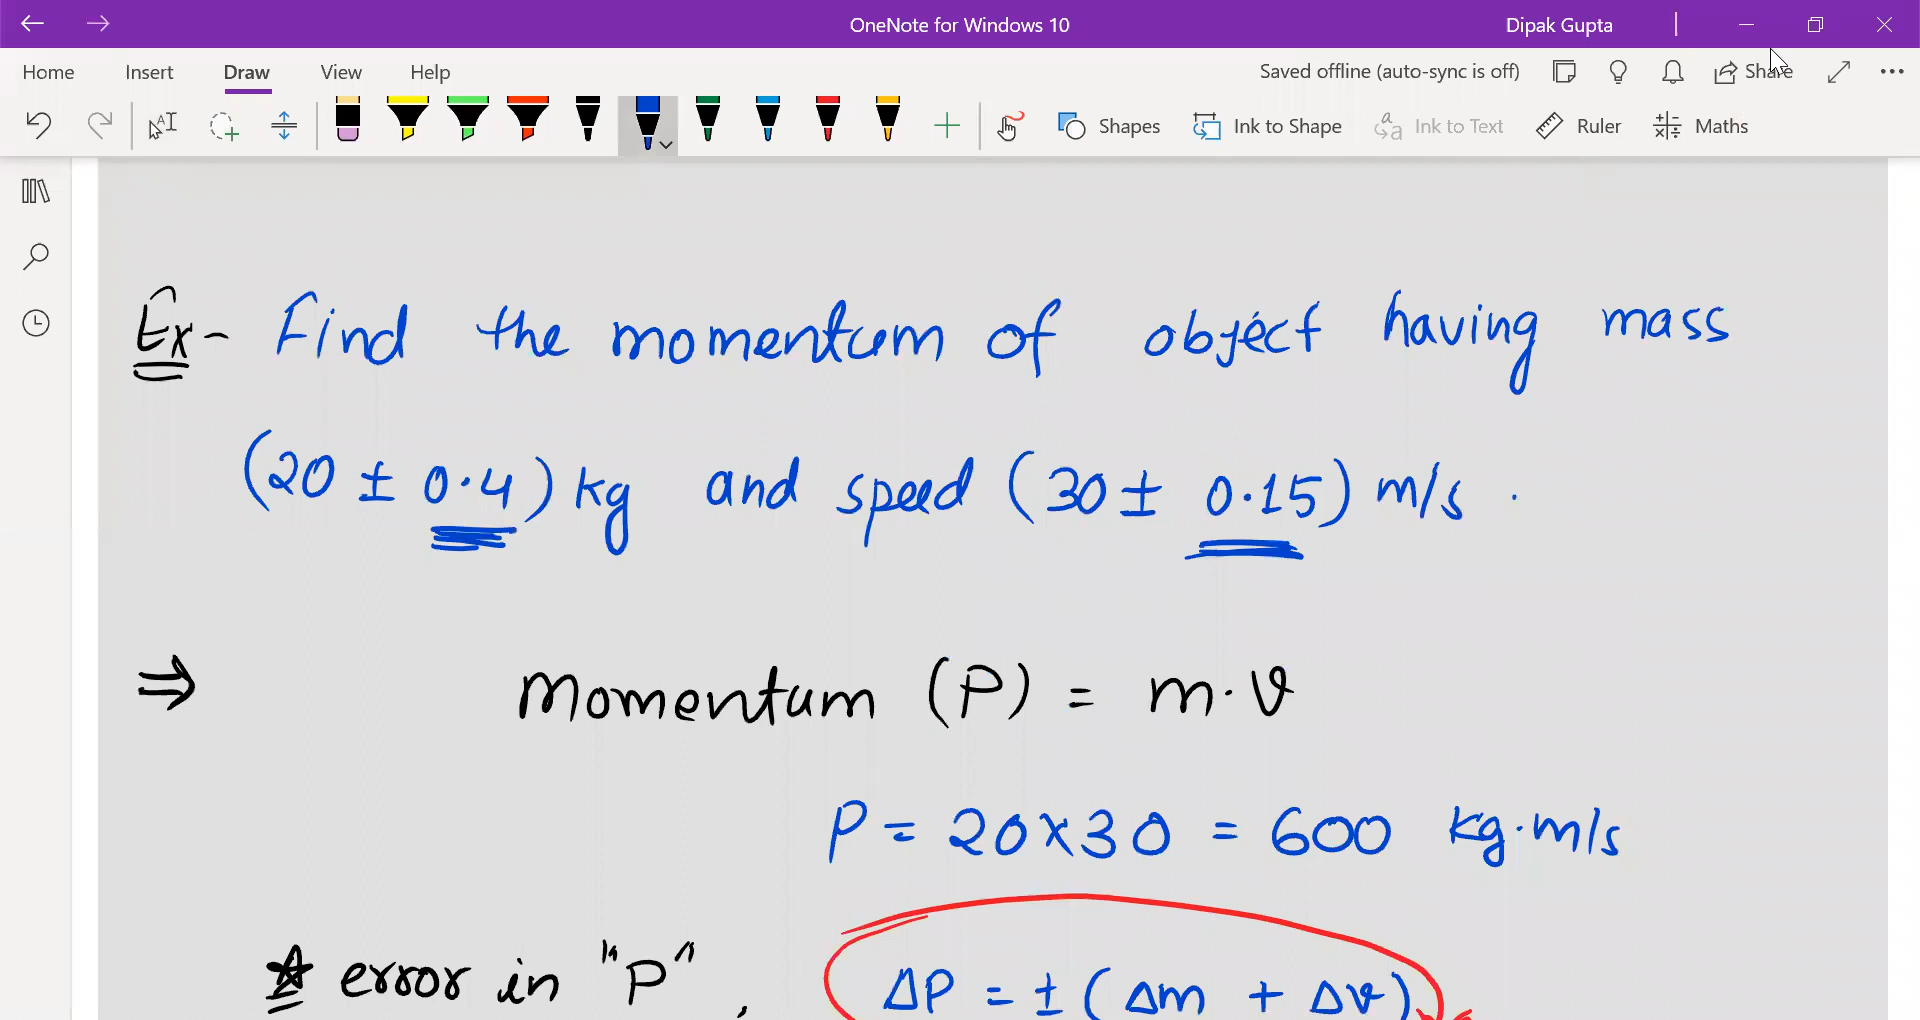 OneNote for Windows 10
Dipak Gupta
Home Insert Draw View Help
Saved offline (auto-sync is off) Share
Shapes Ink to Shape Ink to Text Ruler Maths
Ex - Find the momentum of object having mass
(20 ± 0.4) kg and speed (30 ± 0.15) m/s .
⇒ Momentum (P) = m·v
P = 20×30 = 600 kg·m/s
* error in "P" , ΔP = ± (Δm + Δv)